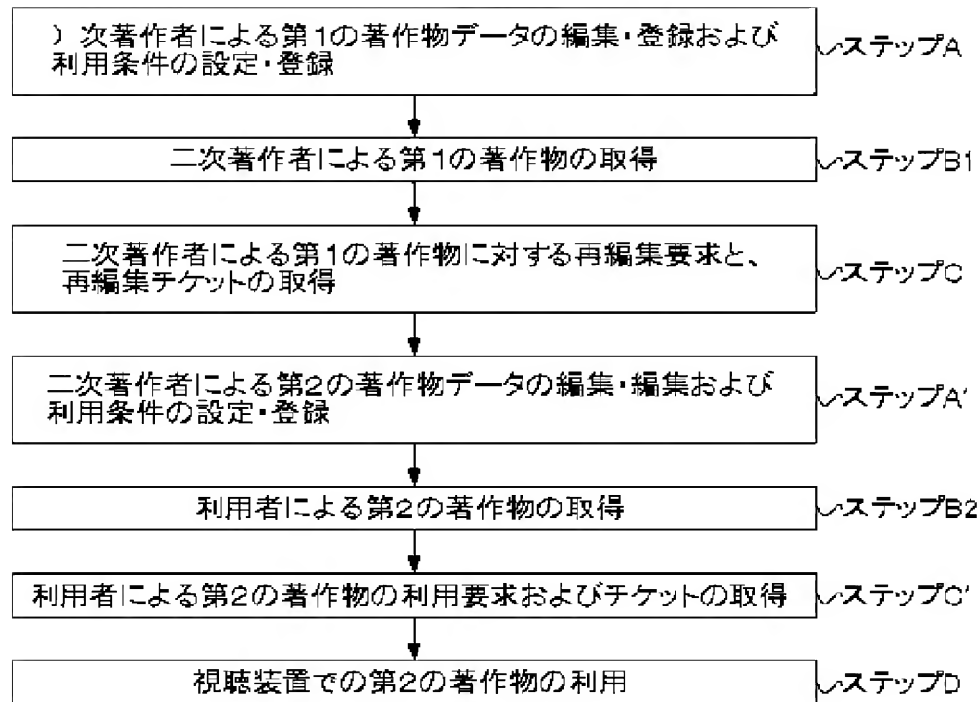 ）次著作者による第1の著作物データの編集・登録および
利用条件の設定・登録
ステップA
二次著作者による第1の著作物の取得
ステップB1
二次著作者による第1の著作物に対する再編集要求と、
再編集チケットの取得
ステップC
二次著作者による第2の著作物データの編集・編集および
利用条件の設定・登録
ステップA'
利用者による第2の著作物の取得
ステップB2
利用者による第2の著作物の利用要求およびチケットの取得
ステップC'
視聴装置での第2の著作物の利用
ステップD